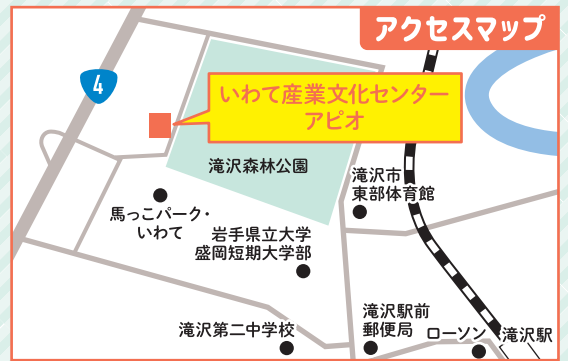 アクセスマップ
4
いわて産業文化センター
アピオ
滝沢森林公園
滝沢市
東部体育館
馬っこパーク・
いわて
岩手県立大学
盛岡短期大学部
滝沢第二中学校
滝沢駅前
郵便局
ローソン
滝沢駅